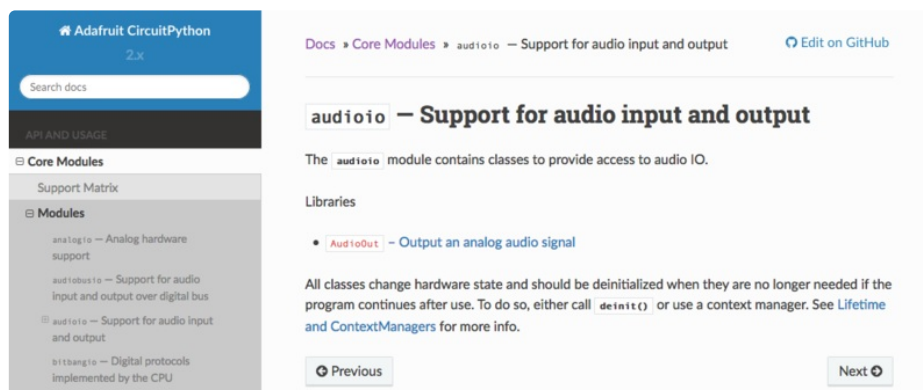 Adafruit CircuitPython
2.x
Search docs
API AND USAGE
Core Modules
Support Matrix
Modules
analogio — Analog hardware
support
audiobusio — Support for audio
input and output over digital bus
audioio — Support for audio input
and output
bitbangio — Digital protocols
implemented by the CPU
Docs » Core Modules » audioio — Support for audio input and output
Edit on GitHub
audioio — Support for audio input and output
The audioio module contains classes to provide access to audio IO.
Libraries
• AudioOut – Output an analog audio signal
All classes change hardware state and should be deinitialized when they are no longer needed if the
program continues after use. To do so, either call deinit() or use a context manager. See Lifetime
and ContextManagers for more info.
Previous
Next